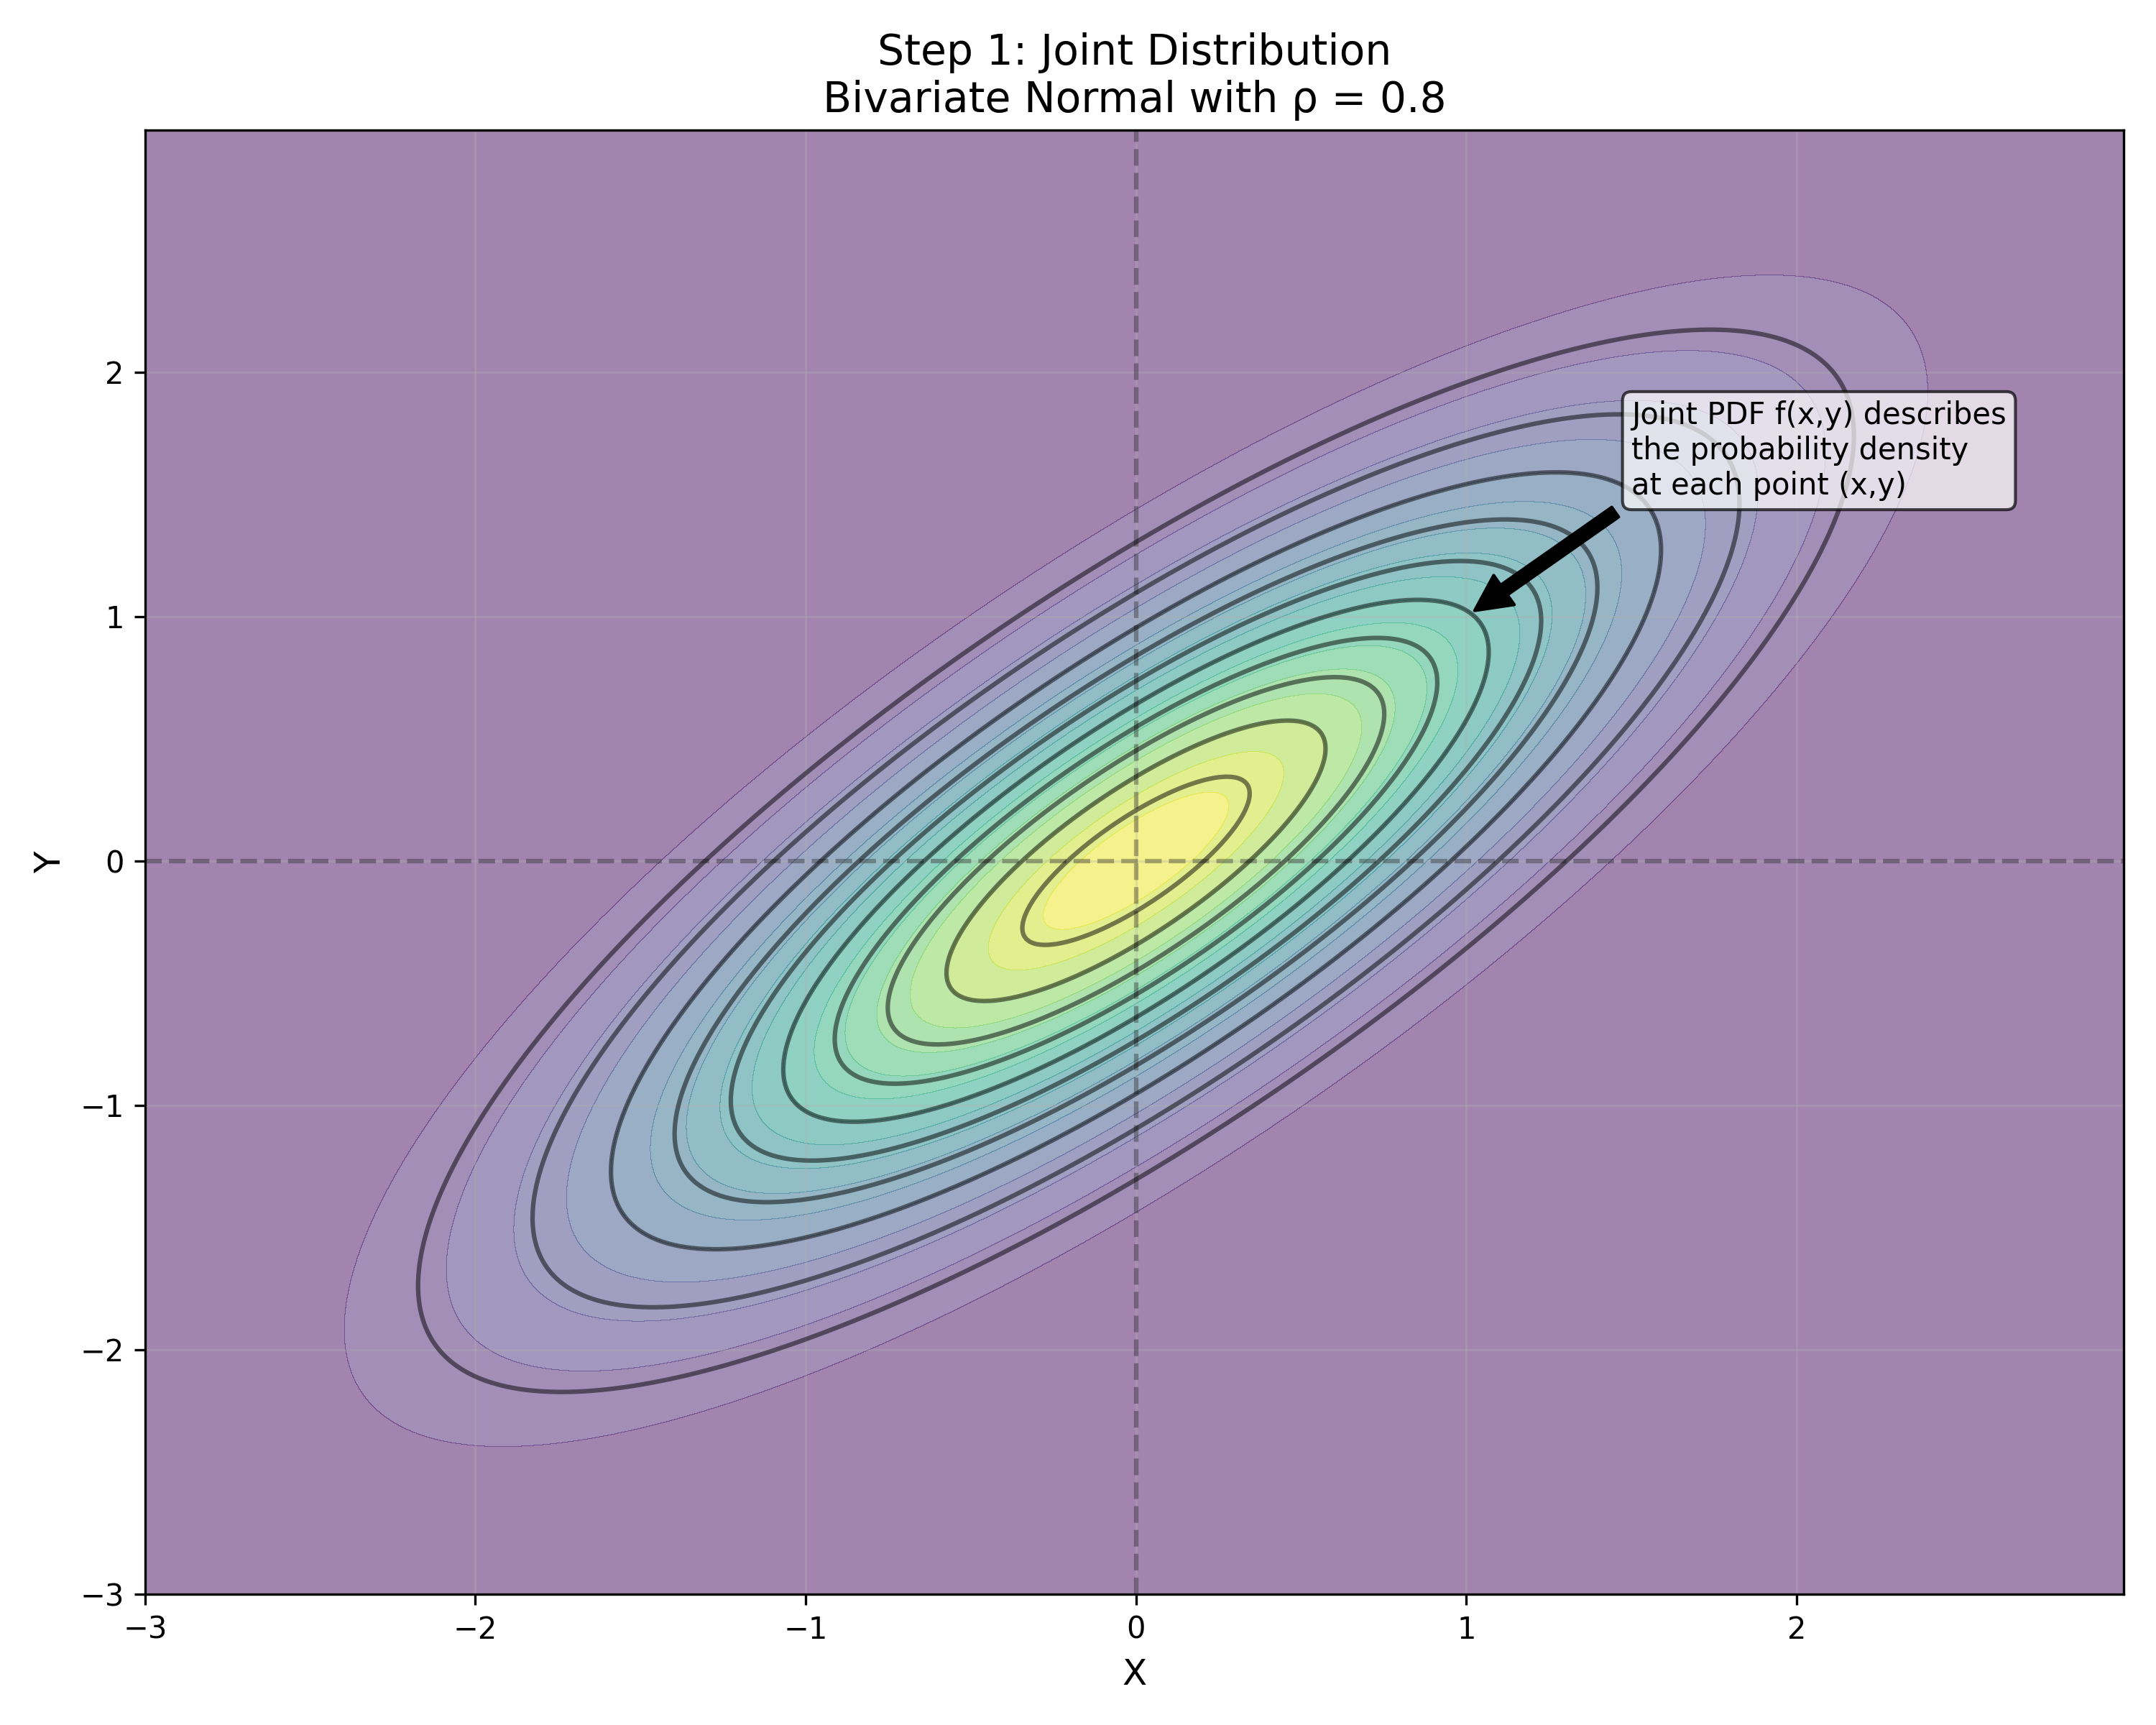 Step 1: Joint Distribution
Bivariate Normal with ρ = 0.8
Joint PDF f(x,y) describes
the probability density
at each point (x,y)
Y
2
1
0
−1
−2
−3
−3 −2 −1 0 1 2
X